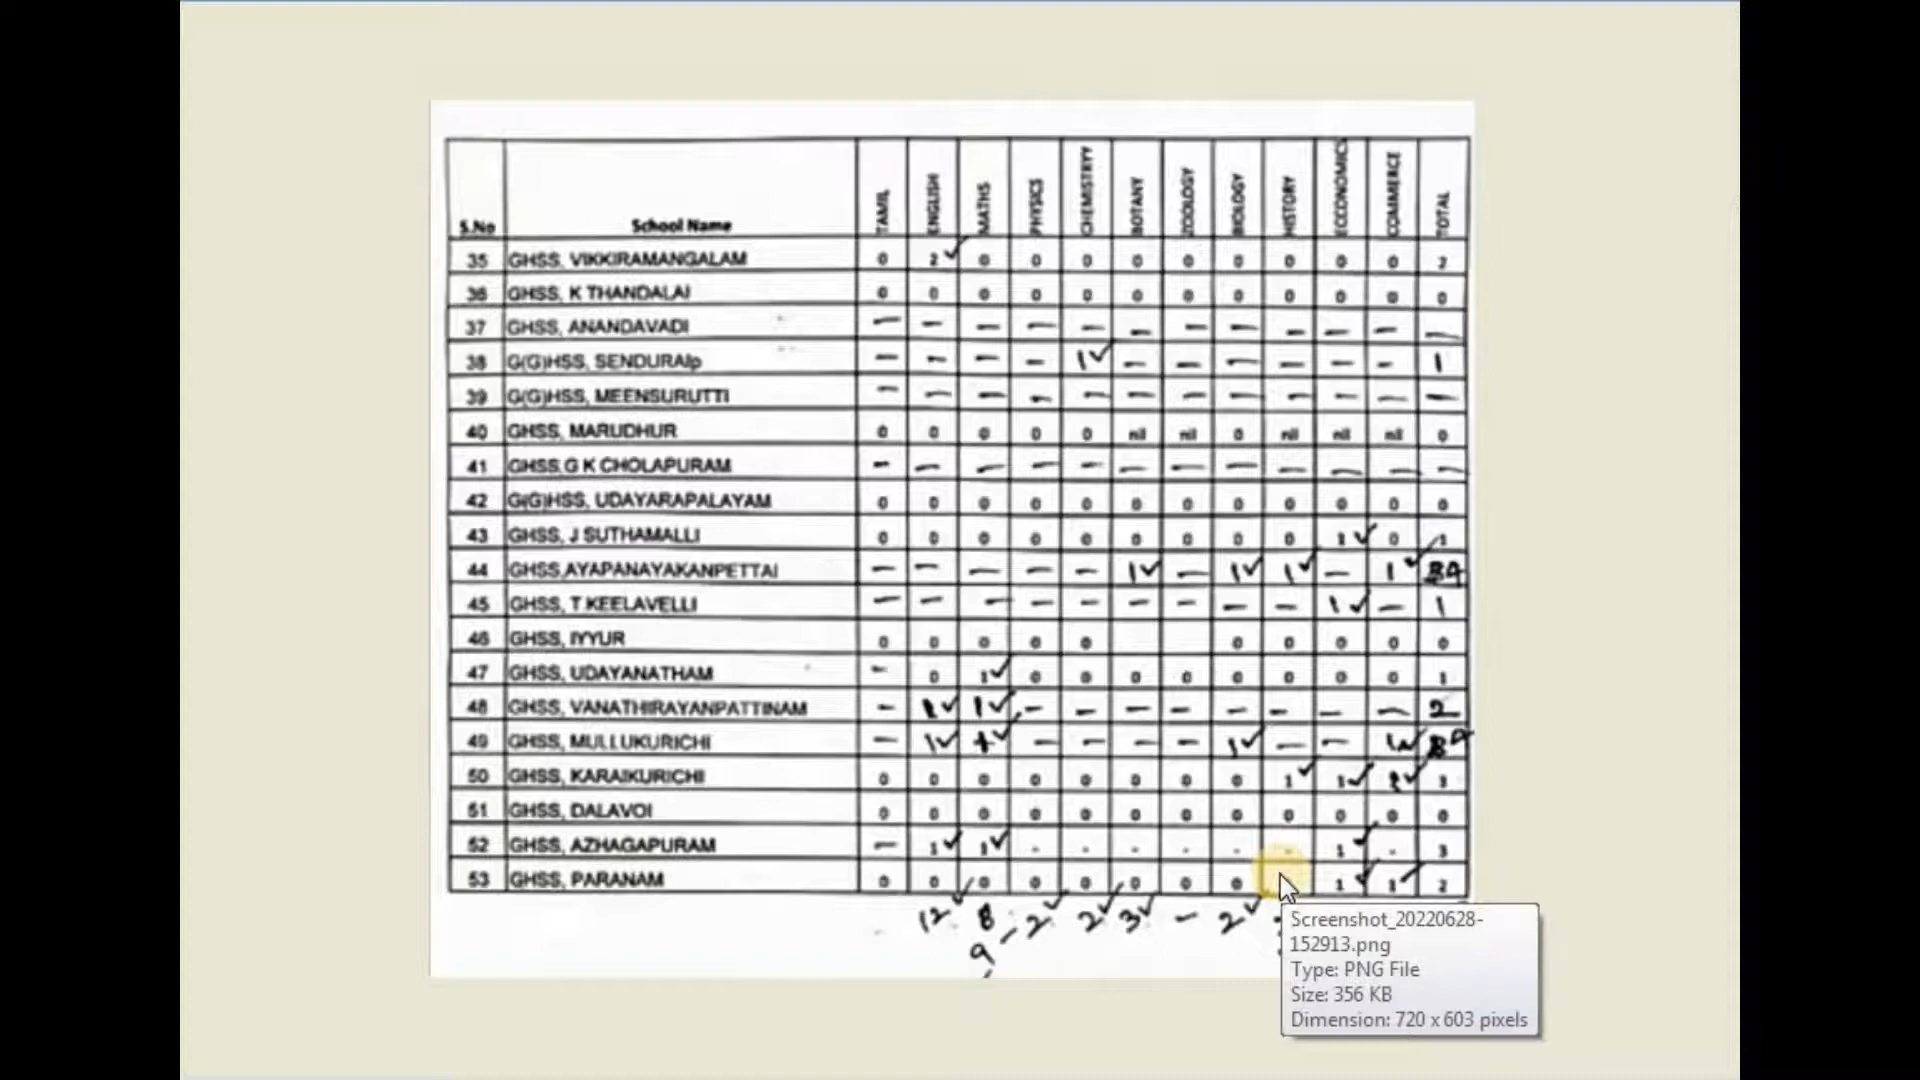 S.No School Name TAMIL ENGLISH MATHS PHYSICS CHEMISTRYY BOTANY ZOOLOGY BIOLOGY HISTORY ECCONOMICS COMMERCE TOTAL
35 GHSS, VIKKIRAMANGALAM 0 2✓ 0 0 0 0 0 0 0 0 0 2
36 GHSS, K THANDALAI 0 0 0 0 0 0 0 0 0 0 0 0
37 GHSS, ANANDAVADI — — — — — — — — — — — —
38 G(G)HSS, SENDURAIp — — — — 1✓ — — — — — — 1
39 G(G)HSS, MEENSURUTTI — — — — — — — — — — — —
40 GHSS, MARUDHUR 0 0 0 0 0 nil nil 0 nil nil nil 0
41 GHSS,G K CHOLAPURAM — — — — — — — — — — — —
42 G(G)HSS, UDAYARAPALAYAM 0 0 0 0 0 0 0 0 0 0 0 0
43 GHSS, J SUTHAMALLI 0 0 0 0 0 0 0 0 0 1✓ 0 1
44 GHSS,AYAPANAYAKANPETTAI — — — — — 1✓ — 1✓ 1✓ — 1✓ 4
45 GHSS, T.KEELAVELLI — — — — — — — — — 1✓ — 1
46 GHSS, IYYUR 0 0 0 0 0 0 0 0 0 0
47 GHSS, UDAYANATHAM - 0 1✓ 0 0 0 0 0 0 0 0 1
48 GHSS, VANATHIRAYANPATTINAM — 1✓ 1✓ — — — — — — — — 2
49 GHSS, MULLUKURICHI — 1✓ 1✓ — — — — 1✓ — — 1✓
50 GHSS, KARAIKURICHI 0 0 0 0 0 0 0 0 1✓ 1✓ ✓ 3
51 GHSS, DALAVOI 0 0 0 0 0 0 0 0 0 0 0 0
52 GHSS, AZHAGAPURAM — 1✓ 1✓ - - - - - - 1✓ - 3
53 GHSS, PARANAM 0 0 0 0 0 0 0 0 1✓ 1✓ 2
12✓ 8 2✓ 2✓ 3✓ — 2✓
9
Screenshot_20220628-
152913.png
Type: PNG File
Size: 356 KB
Dimension: 720 x 603 pixels